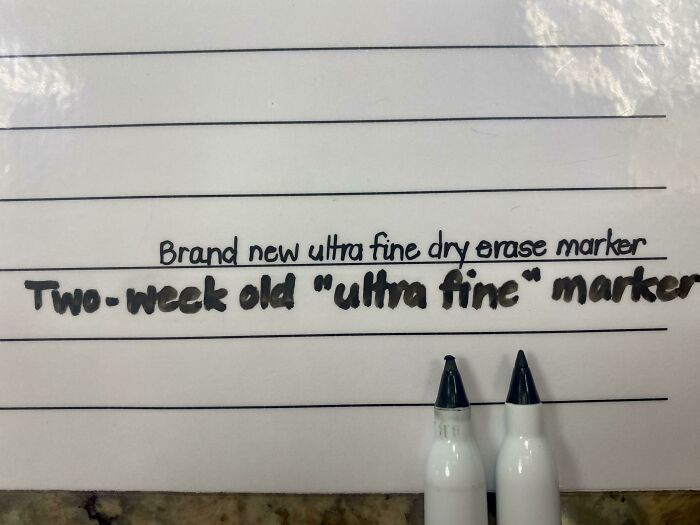 Brand new ultra fine dry erase marker
Two-week old "ultra fine" marker